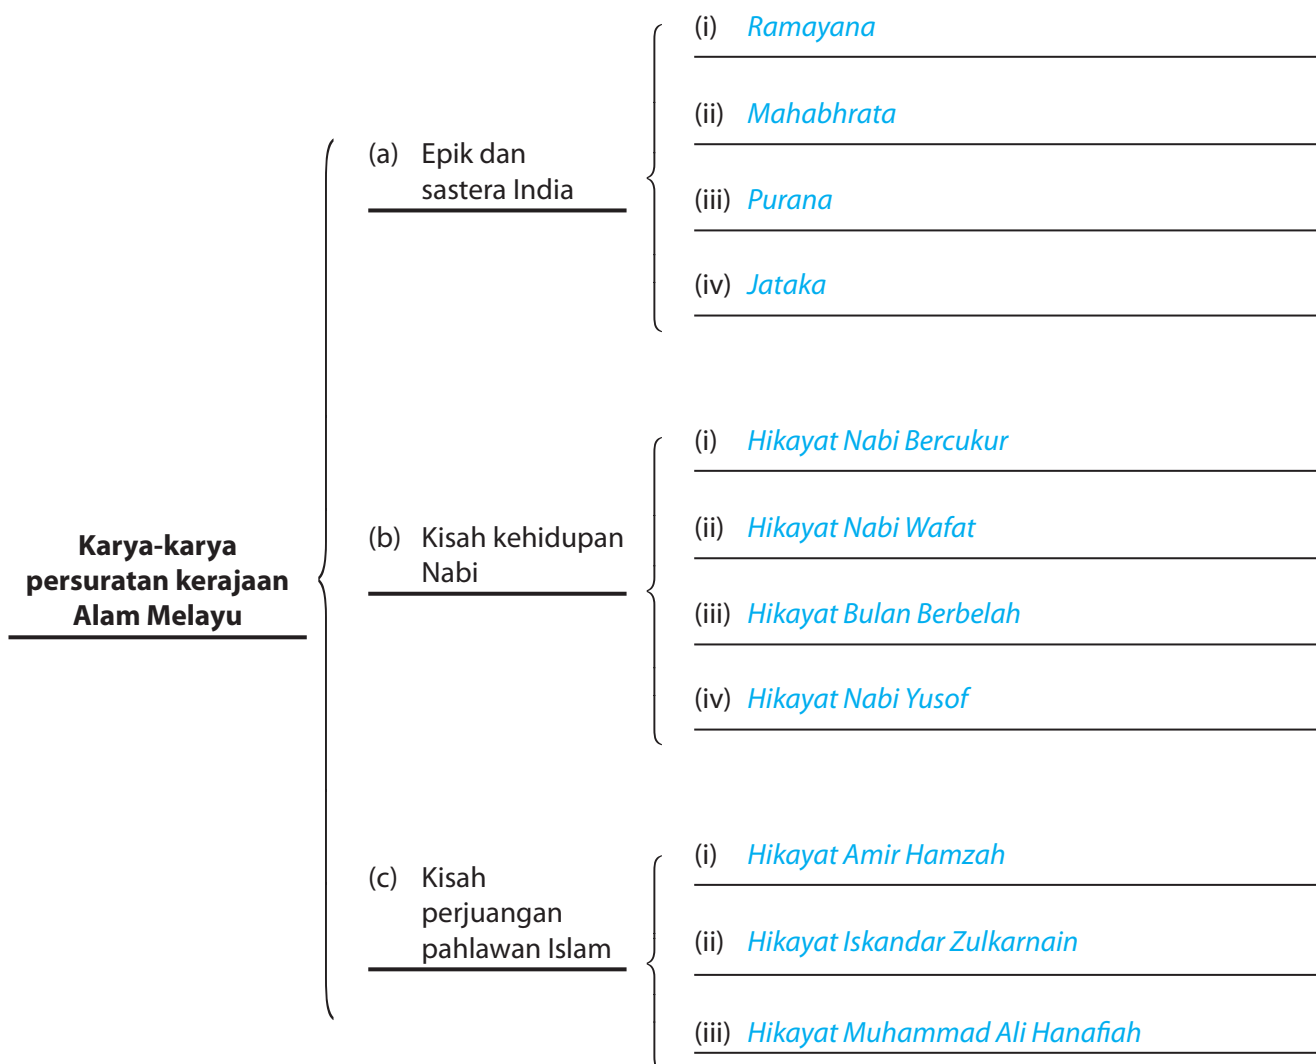 Karya-karya
persuratan kerajaan
Alam Melayu
(a) Epik dan
sastera India
(i) Ramayana
(ii) Mahabhrata
(iii) Purana
(iv) Jataka
(b) Kisah kehidupan
Nabi
(i) Hikayat Nabi Bercukur
(ii) Hikayat Nabi Wafat
(iii) Hikayat Bulan Berbelah
(iv) Hikayat Nabi Yusof
(c) Kisah
perjuangan
pahlawan Islam
(i) Hikayat Amir Hamzah
(ii) Hikayat Iskandar Zulkarnain
(iii) Hikayat Muhammad Ali Hanafiah